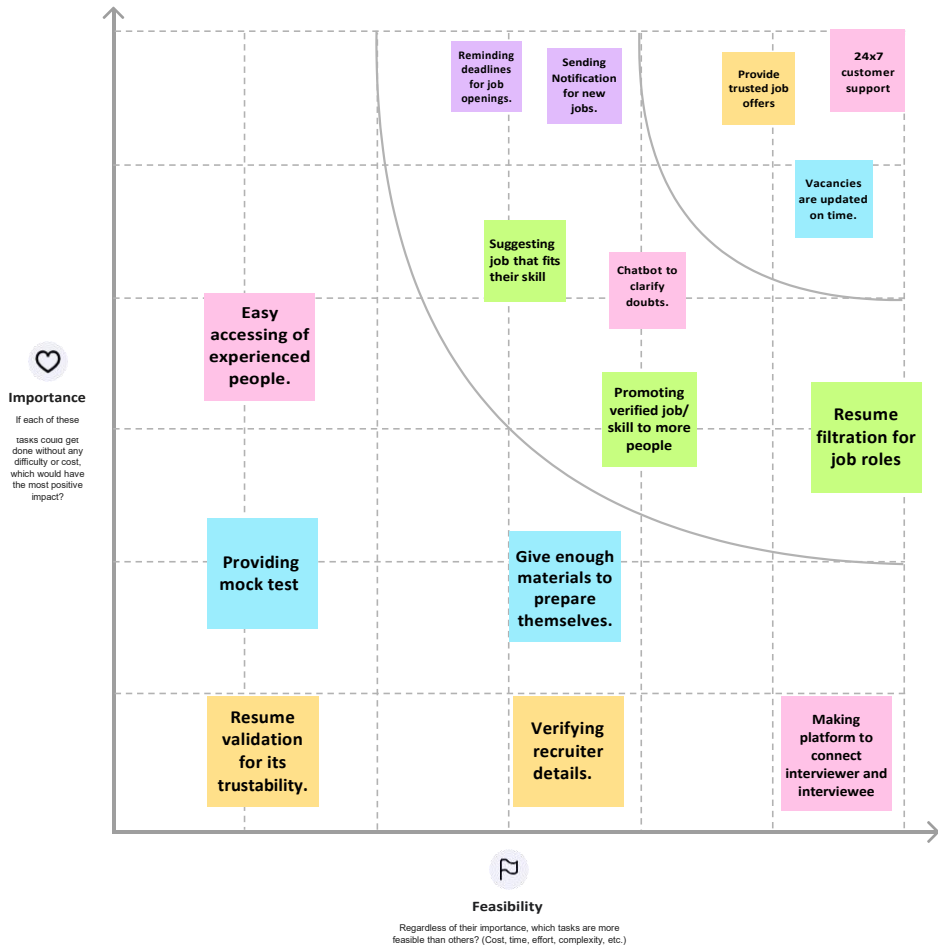 Reminding
deadlines
for job
openings.
Sending
Notification
for new
jobs.
Provide
trusted job
offers
24x7
customer
support
Vacancies
are updated
on time.
Suggesting
job that fits
their skill
Chatbot to
clarify
doubts.
Easy
accessing of
experienced
people.
Promoting
verified job/
skill to more
people
Resume
filtration for
job roles
Importance
If each of these
tasks could get
done without any
difficulty or cost,
which would have
the most positive
impact?
Providing
mock test
Give enough
materials to
prepare
themselves.
Resume
validation
for its
trustability.
Verifying
recruiter
details.
Making
platform to
connect
interviewer and
interviewee
Feasibility
Regardless of their importance, which tasks are more
feasible than others? (Cost, time, effort, complexity, etc.)